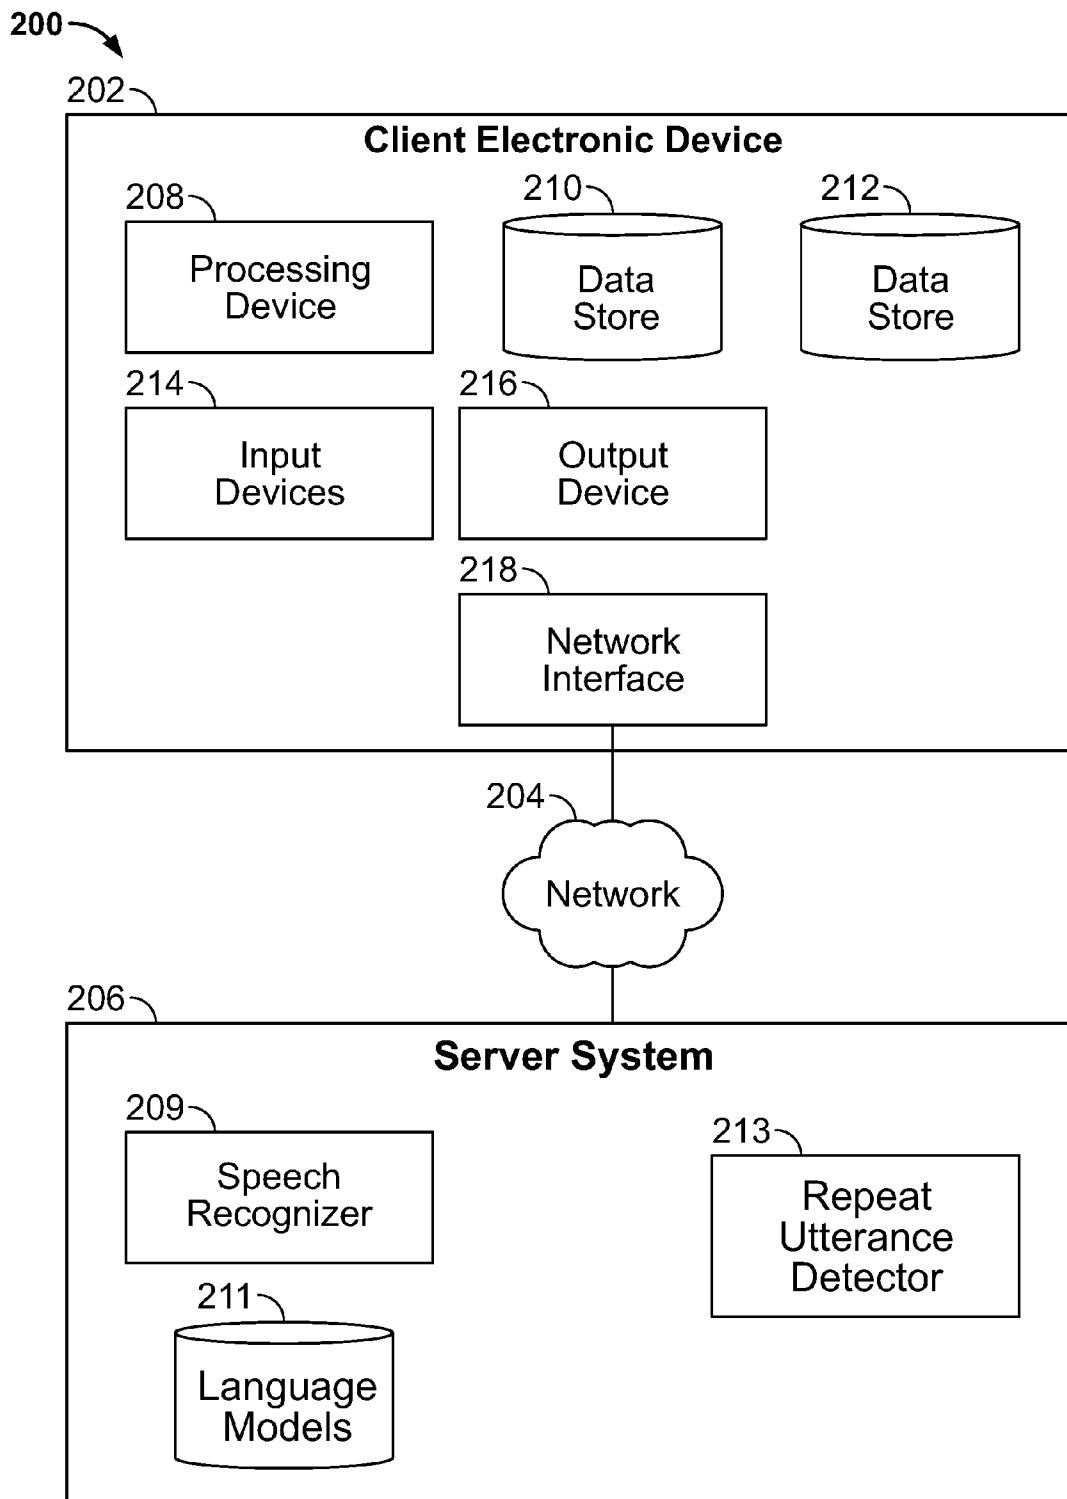 200
202
Client Electronic Device
208
Processing
Device
210
Data
Store
212
Data
Store
214
Input
Devices
216
Output
Device
218
Network
Interface
204
Network
206
Server System
209
Speech
Recognizer
211
Language
Models
213
Repeat
Utterance
Detector